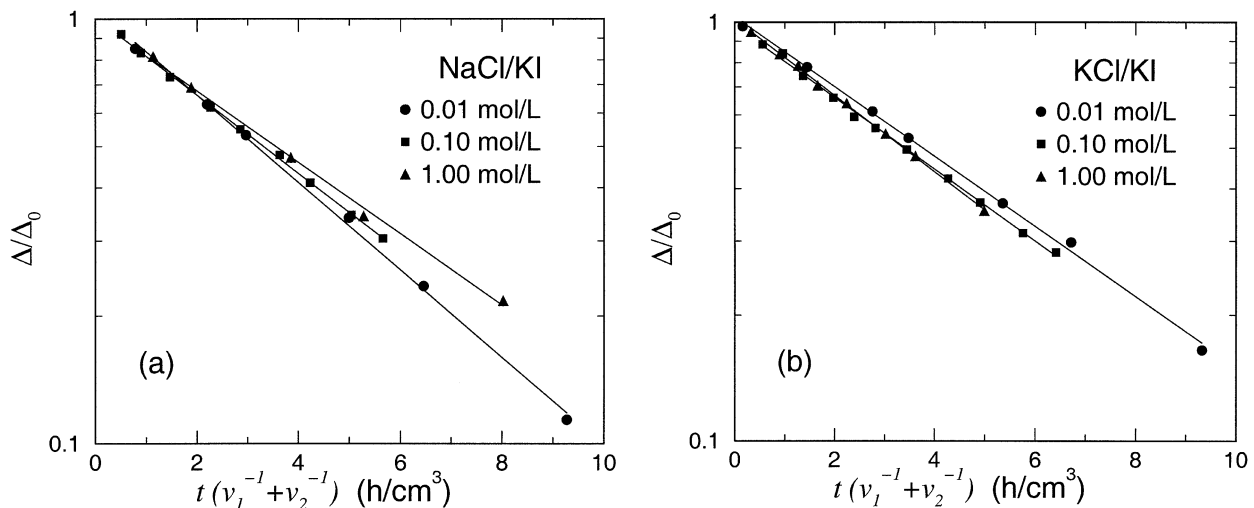 1
NaCl/KI
0.01 mol/L
0.10 mol/L
1.00 mol/L
Δ/Δ₀
(a)
0.1
0 2 4 6 8 10
t (v₁⁻¹+v₂⁻¹) (h/cm³)
1
KCl/KI
0.01 mol/L
0.10 mol/L
1.00 mol/L
Δ/Δ₀
(b)
0.1
0 2 4 6 8 10
t (v₁⁻¹+v₂⁻¹) (h/cm³)